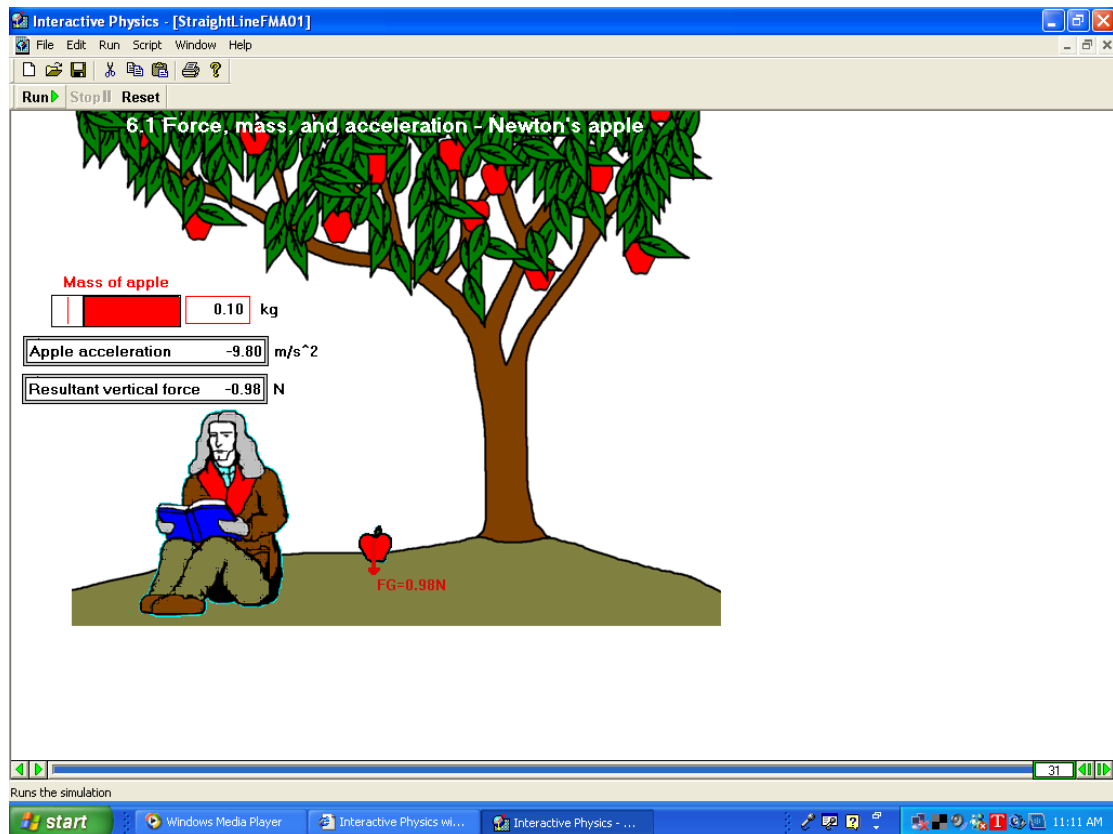 Interactive Physics - [StraightLineFMA01]
File Edit Run Script Window Help
Run Stop Reset
6.1 Force, mass, and acceleration - Newton's apple
Mass of apple
0.10 kg
Apple acceleration -9.80 m/s^2
Resultant vertical force -0.98 N
FG=0.98N
31
Runs the simulation
start Windows Media Player Interactive Physics wi... Interactive Physics - ... 11:11 AM